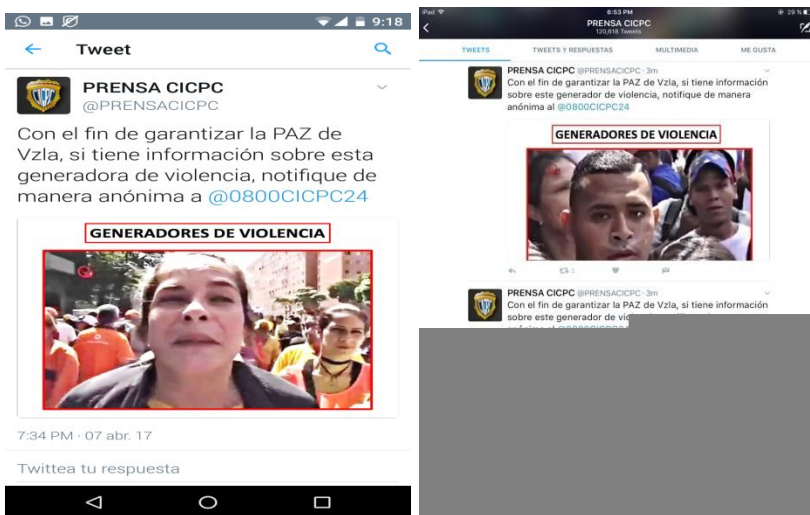 9:18
Tweet
PRENSA CICPC
@PRENSACICPC
Con el fin de garantizar la PAZ de
Vzla, si tiene información sobre esta
generadora de violencia, notifique de
manera anónima a @0800CICPC24
GENERADORES DE VIOLENCIA
7:34 PM · 07 abr. 17
Twittea tu respuesta
iPad 6:53 PM 29 %
PRENSA CICPC
120,618 Tweets
TWEETS TWEETS Y RESPUESTAS MULTIMEDIA ME GUSTA
PRENSA CICPC @PRENSACICPC · 3m
Con el fin de garantizar la PAZ de Vzla, si tiene información
sobre este generador de violencia, notifique de manera
anónima al @0800CICPC24
GENERADORES DE VIOLENCIA
PRENSA CICPC @PRENSACICPC · 3m
Con el fin de garantizar la PAZ de Vzla, si tiene información
sobre este generador de